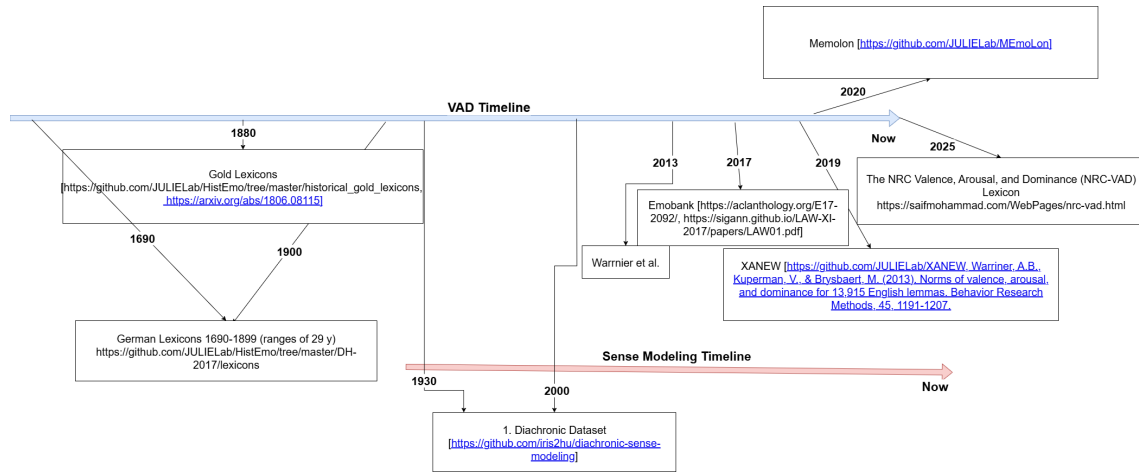 Memolon [https://github.com/JULIELab/MEmoLon]
2020
VAD Timeline
1880
Now
2025
2013
2017
2019
Gold Lexicons
[https://github.com/JULIELab/HistEmo/tree/master/historical_gold_lexicons,
https://arxiv.org/abs/1806.08115]
The NRC Valence, Arousal, and Dominance (NRC-VAD)
Lexicon
https://saifmohammad.com/WebPages/nrc-vad.html
Emobank [https://aclanthology.org/E17-
2092/, https://sigann.github.io/LAW-XI-
2017/papers/LAW01.pdf]
1690
1900
Warrnier et al.
XANEW [https://github.com/JULIELab/XANEW, Warriner, A.B.,
Kuperman, V., & Brysbaert, M. (2013). Norms of valence, arousal,
and dominance for 13,915 English lemmas. Behavior Research
Methods, 45, 1191-1207.
German Lexicons 1690-1899 (ranges of 29 y)
https://github.com/JULIELab/HistEmo/tree/master/DH-
2017/lexicons
Sense Modeling Timeline
1930
2000
Now
1. Diachronic Dataset
[https://github.com/iris2hu/diachronic-sense-
modeling]